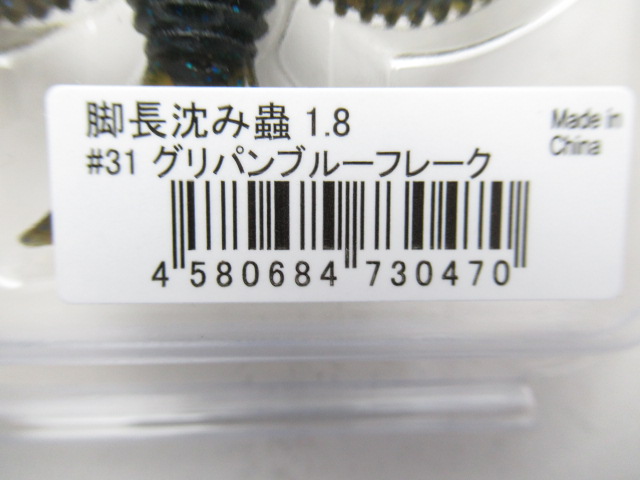 脚長沈み蟲 1.8
#31 グリパンブルーフレーク
Made in
China
4 580684 730470